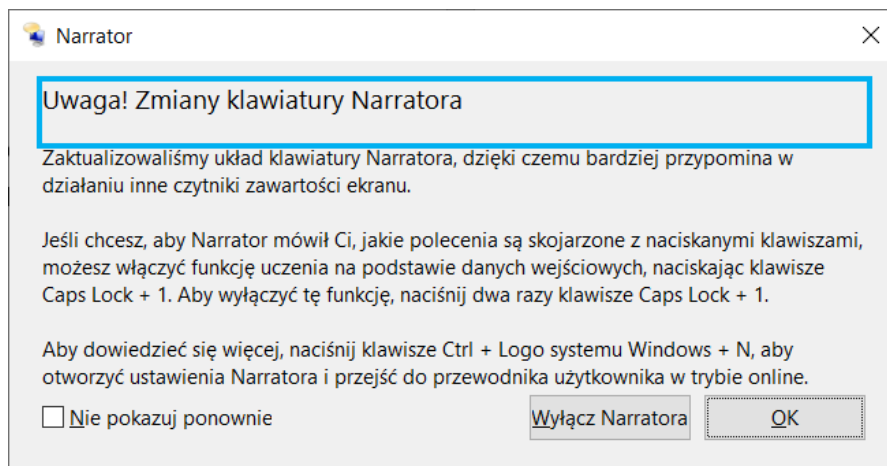 Narrator
Uwaga! Zmiany klawiatury Narratora
Zaktualizowaliśmy układ klawiatury Narratora, dzięki czemu bardziej przypomina w
działaniu inne czytniki zawartości ekranu.
Jeśli chcesz, aby Narrator mówił Ci, jakie polecenia są skojarzone z naciskanymi klawiszami,
możesz włączyć funkcję uczenia na podstawie danych wejściowych, naciskając klawisze
Caps Lock + 1. Aby wyłączyć tę funkcję, naciśnij dwa razy klawisze Caps Lock + 1.
Aby dowiedzieć się więcej, naciśnij klawisze Ctrl + Logo systemu Windows + N, aby
otworzyć ustawienia Narratora i przejść do przewodnika użytkownika w trybie online.
Nie pokazuj ponownie
Wyłącz Narratora
OK